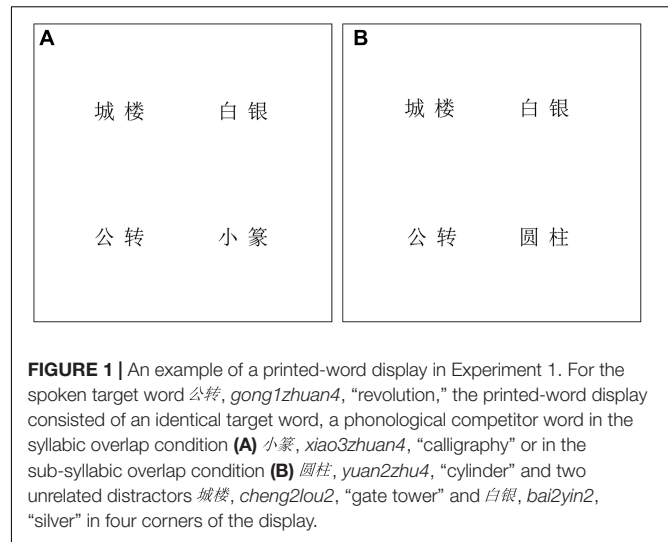 A
B
城 楼 白 银
城 楼 白 银
公 转 小 篆
公 转 圆 柱
FIGURE 1 | An example of a printed-word display in Experiment 1. For the
spoken target word 公转, gong1zhuan4, “revolution,” the printed-word display
consisted of an identical target word, a phonological competitor word in the
syllabic overlap condition (A) 小篆, xiao3zhuan4, “calligraphy” or in the
sub-syllabic overlap condition (B) 圆柱, yuan2zhu4, “cylinder” and two
unrelated distractors 城楼, cheng2lou2, “gate tower” and 白银, bai2yin2,
“silver” in four corners of the display.